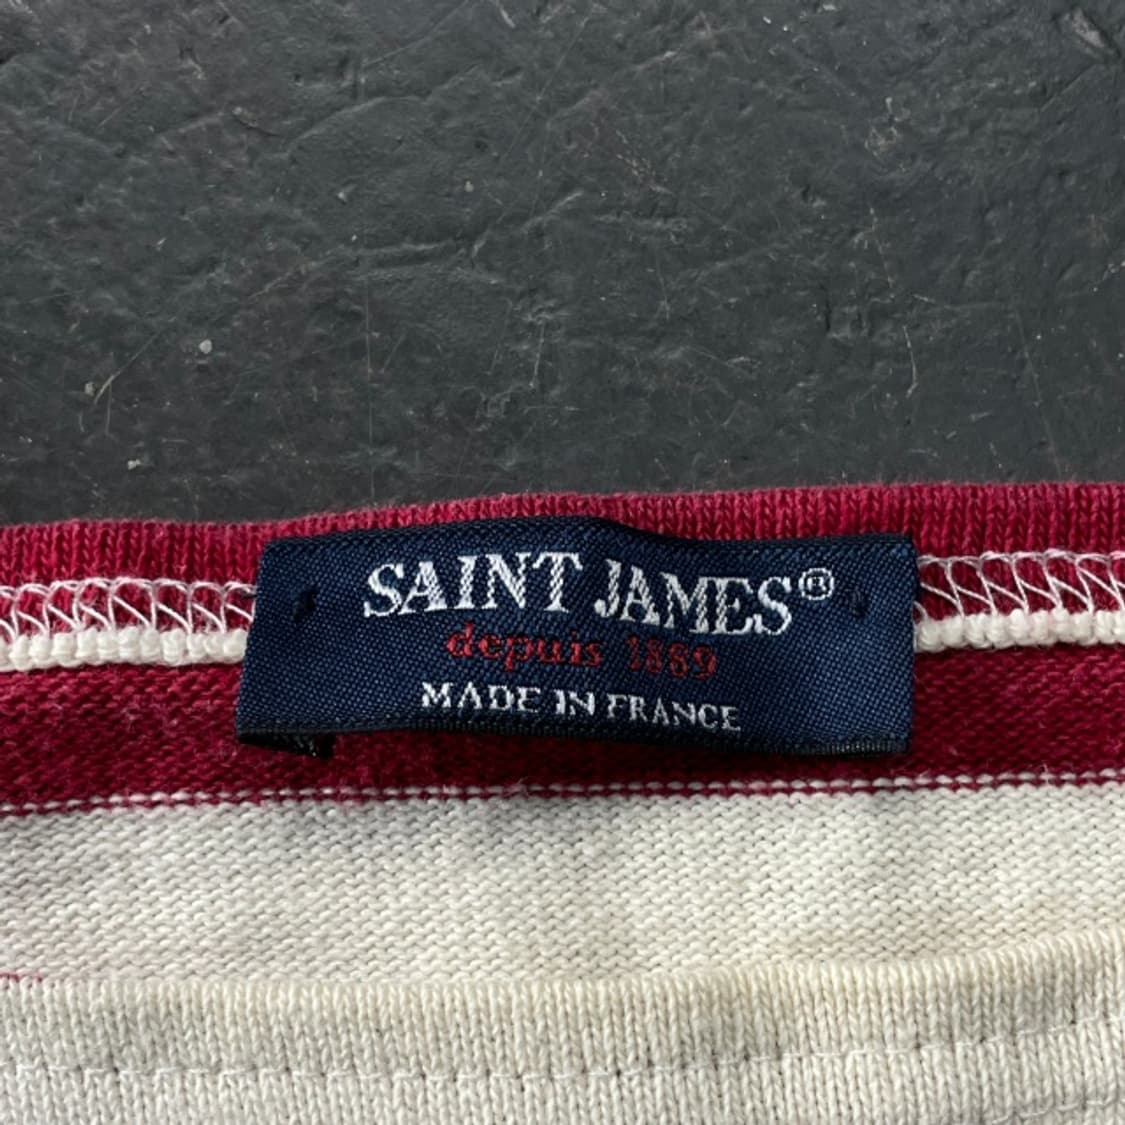 SAINT JAMES®
depuis 1889
MADE IN FRANCE